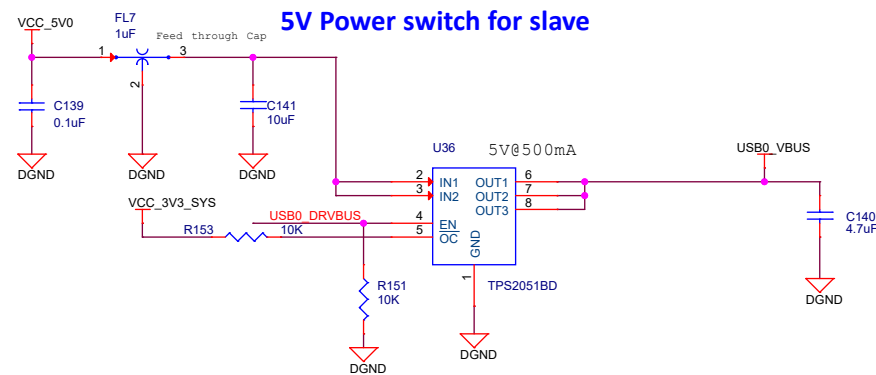 5V Power switch for slave
VCC_5V0
FL7
1uF
Feed through Cap
1
3
2
C139
0.1uF
C141
10uF
DGND
DGND
DGND
U36
5V@500mA
USB0_VBUS
2
IN1
OUT1
6
3
IN2
OUT2
7
OUT3
8
VCC_3V3_SYS
USB0_DRVBUS
4
EN
R153
10K
5
OC
GND
1
TPS2051BD
C140
4.7uF
R151
10K
DGND
DGND
DGND